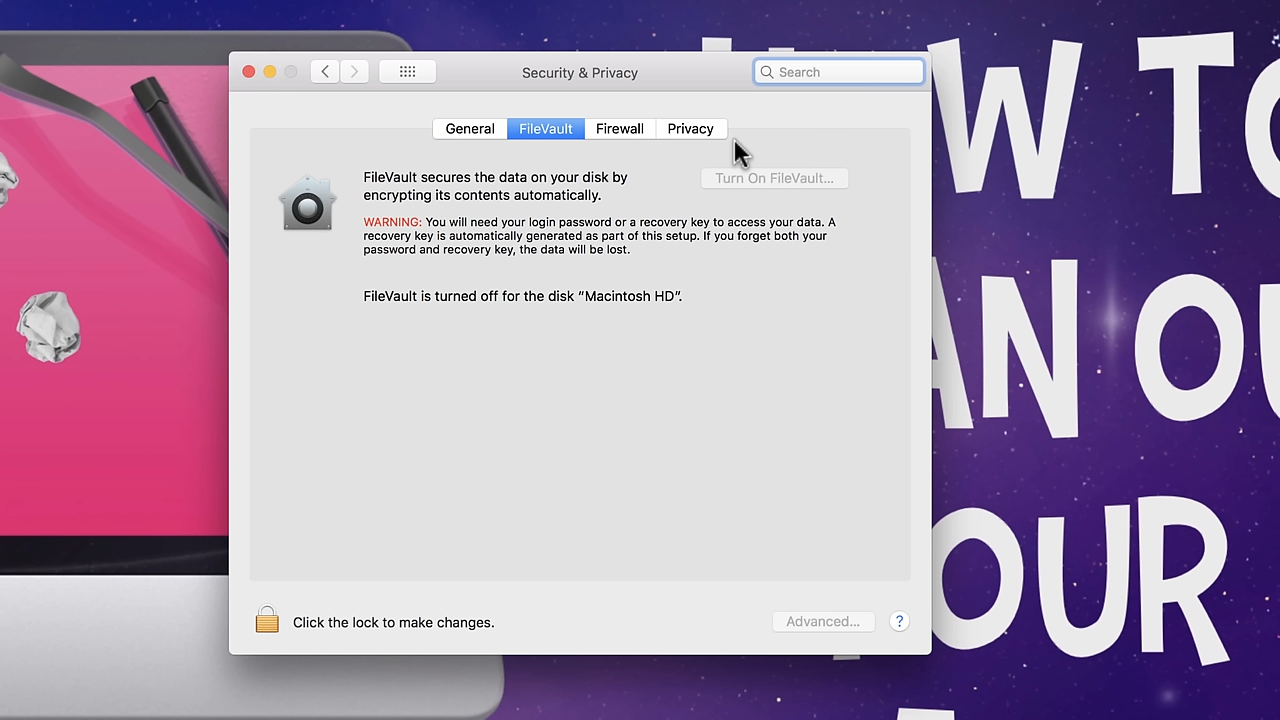 Security & Privacy
Search
General
FileVault
Firewall
Privacy
FileVault secures the data on your disk by
encrypting its contents automatically.
Turn On FileVault...
WARNING: You will need your login password or a recovery key to access your data. A
recovery key is automatically generated as part of this setup. If you forget both your
password and recovery key, the data will be lost.
FileVault is turned off for the disk “Macintosh HD”.
Click the lock to make changes.
Advanced...
?
W TO
AN OU
OUR